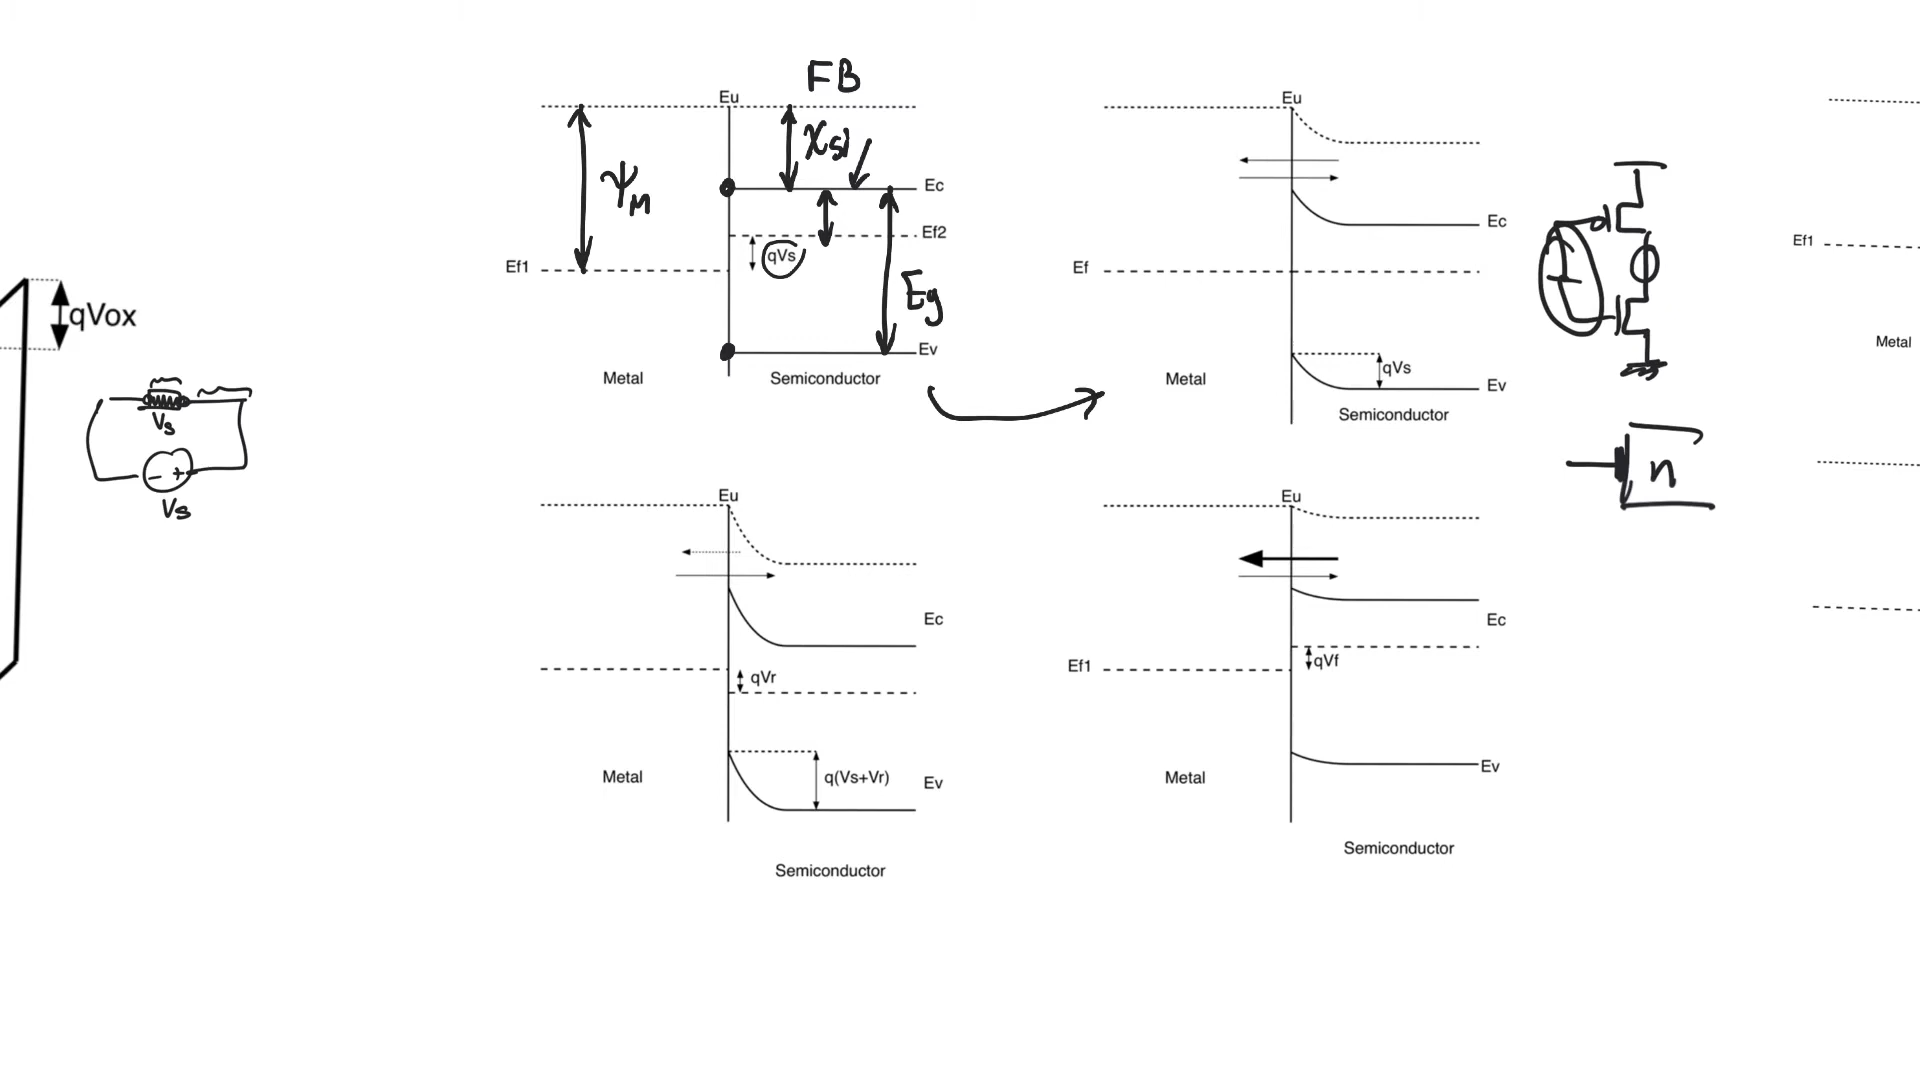 qVox
Vs
- +
Vs
FB
Eu
χsi
ψM
Ec
Ef2
qVs
Ef1
Eg
Ev
Metal
Semiconductor
Eu
Ec
Ef
qVs
Ev
Metal
Semiconductor
Eu
Ec
qVr
q(Vs+Vr)
Ev
Metal
Semiconductor
Eu
Ec
qVf
Ef1
Ev
Metal
Semiconductor
n
Ef1
Metal